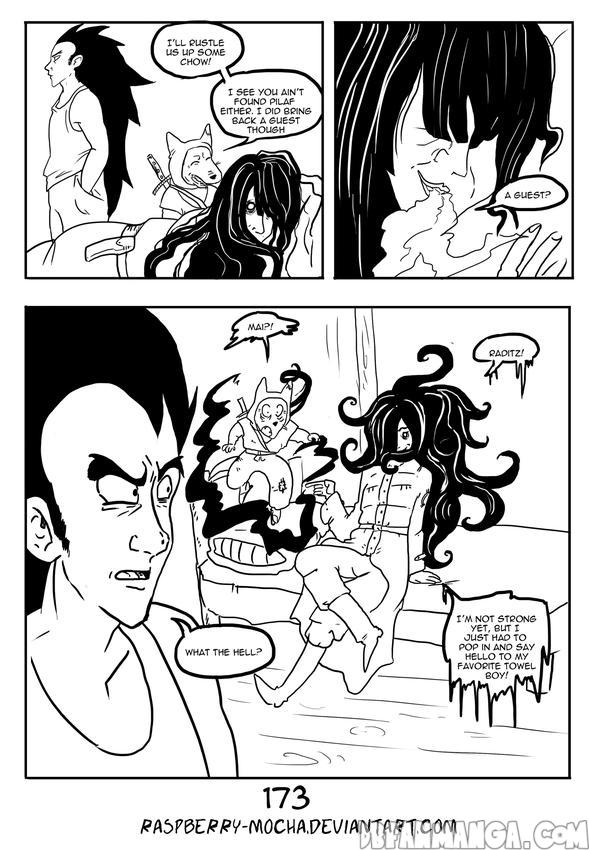 I'LL RUSTLE
US UP SOME
CHOW!
I SEE YOU AIN'T
FOUND PILAF
EITHER. I DID BRING
BACK A GUEST
THOUGH
A GUEST?
MAI?!
RADITZ!
WHAT THE HELL?
I'M NOT STRONG
YET, BUT I
JUST HAD TO
POP IN AND SAY
HELLO TO MY
FAVORITE TOWEL
BOY!
173
RASPBERRY-MOCHA.DEVIANTART.COM
DBFANMANGA.COM